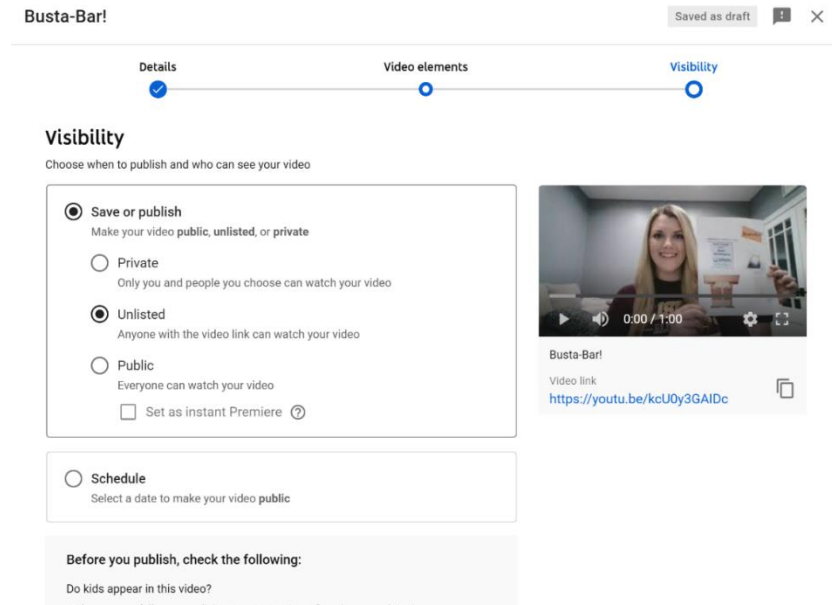 Busta-Bar!
Saved as draft
Details
Video elements
Visibility
Visibility
Choose when to publish and who can see your video
Save or publish
Make your video public, unlisted, or private
Private
Only you and people you choose can watch your video
Unlisted
Anyone with the video link can watch your video
Public
Everyone can watch your video
Set as instant Premiere
Schedule
Select a date to make your video public
0:00 / 1:00
Busta-Bar!
Video link
https://youtu.be/kcU0y3GAIDc
Before you publish, check the following:
Do kids appear in this video?